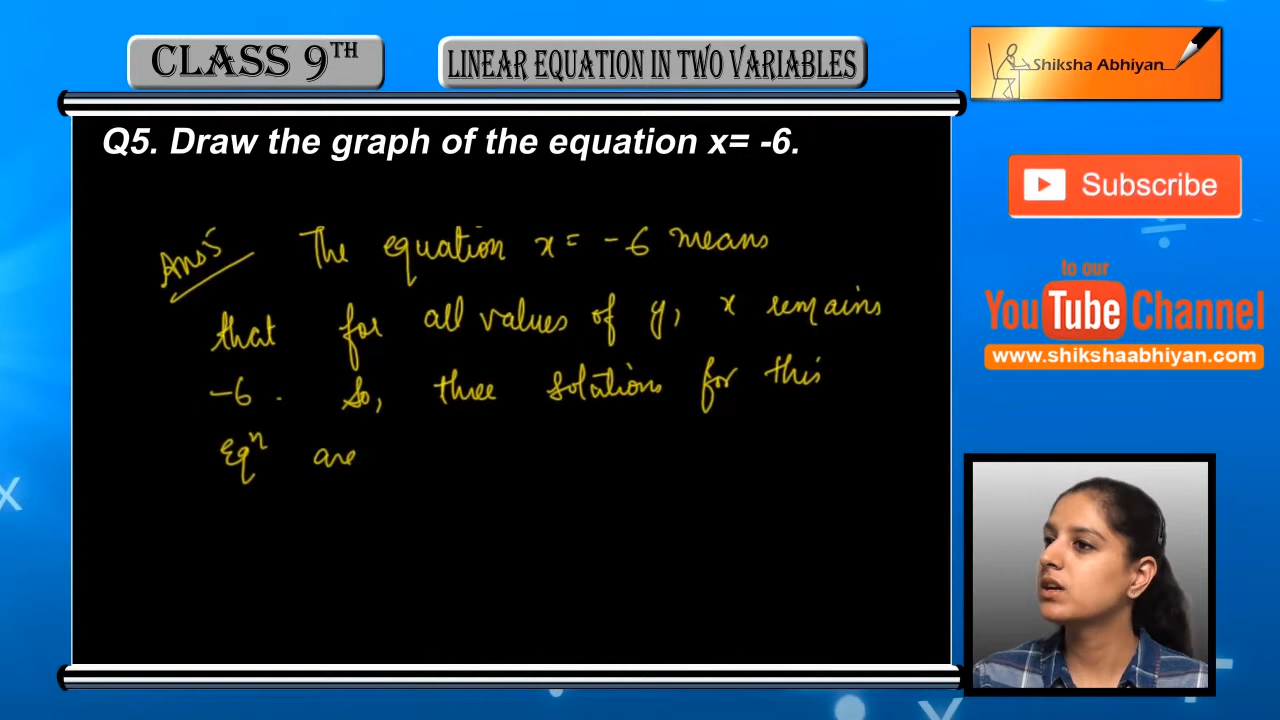 CLASS 9TH
LINEAR EQUATION IN TWO VARIABLES
Shiksha Abhiyan
Q5. Draw the graph of the equation x= -6.
Ans5 The equation x = -6 means
that for all values of y, x remains
-6. So, three solutions for this
Eqn are
Subscribe
to our
YouTube Channel
www.shikshaabhiyan.com